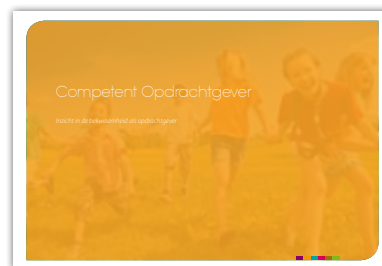 Competent Opdrachtgever
Inzicht in de bekwaamheid als opdrachtgever